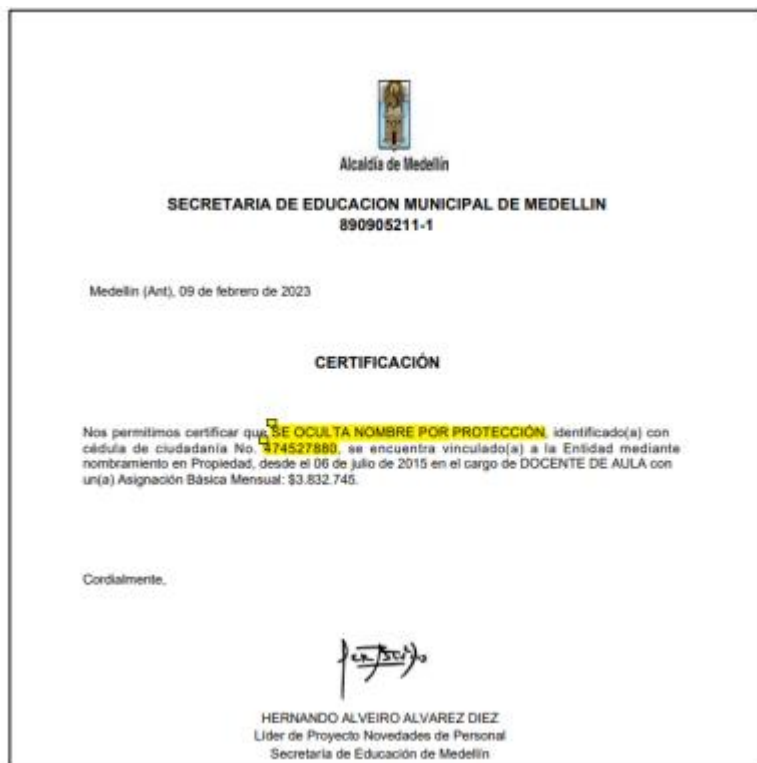 Alcaldía de Medellín
SECRETARIA DE EDUCACION MUNICIPAL DE MEDELLIN
890905211-1
Medellin (Ant), 09 de febrero de 2023
CERTIFICACIÓN
Nos permitimos certificar que SE OCULTA NOMBRE POR PROTECCIÓN, identificado(a) con
cédula de ciudadanía No. 474527880, se encuentra vinculado(a) a la Entidad mediante
nombramiento en Propiedad, desde el 06 de julio de 2015 en el cargo de DOCENTE DE AULA con
un(a) Asignación Básica Mensual: $3.832.745.
Cordialmente,
HERNANDO ALVEIRO ALVAREZ DIEZ
Líder de Proyecto Novedades de Personal
Secretaría de Educación de Medellín